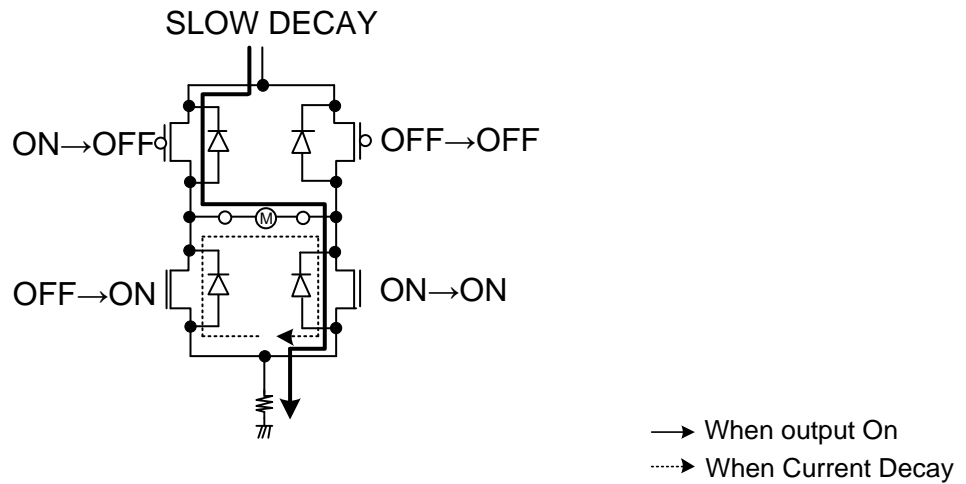 SLOW DECAY
ON→OFF
OFF→OFF
M
OFF→ON
ON→ON
When output On
When Current Decay